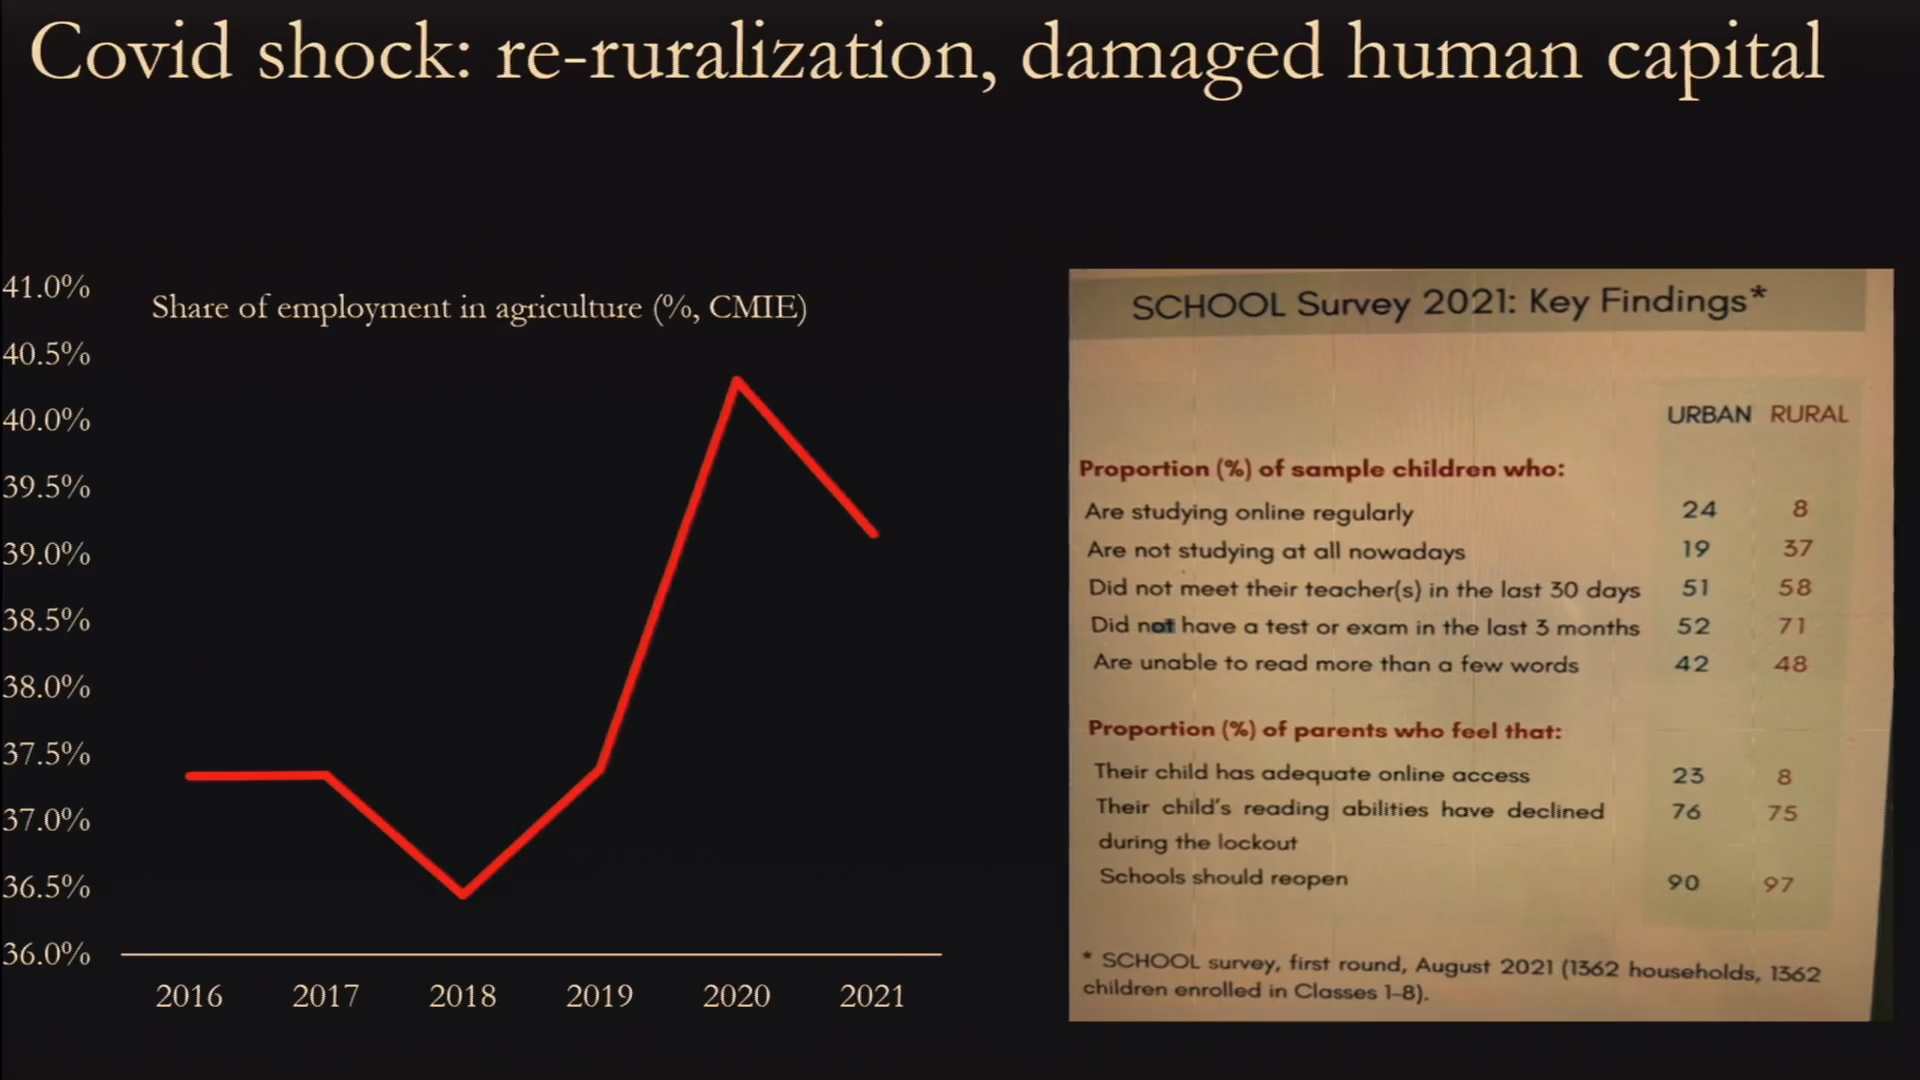 Covid shock: re-ruralization, damaged human capital
Share of employment in agriculture (%, CMIE)
41.0%
40.5%
40.0%
39.5%
39.0%
38.5%
38.0%
37.5%
37.0%
36.5%
36.0%
2016 2017 2018 2019 2020 2021
SCHOOL Survey 2021: Key Findings*
URBAN RURAL
Proportion (%) of sample children who:
Are studying online regularly 24 8
Are not studying at all nowadays 19 37
Did not meet their teacher(s) in the last 30 days 51 58
Did not have a test or exam in the last 3 months 52 71
Are unable to read more than a few words 42 48
Proportion (%) of parents who feel that:
Their child has adequate online access 23 8
Their child's reading abilities have declined 76 75
during the lockout
Schools should reopen 90 97
* SCHOOL survey, first round, August 2021 (1362 households, 1362
children enrolled in Classes 1-8).